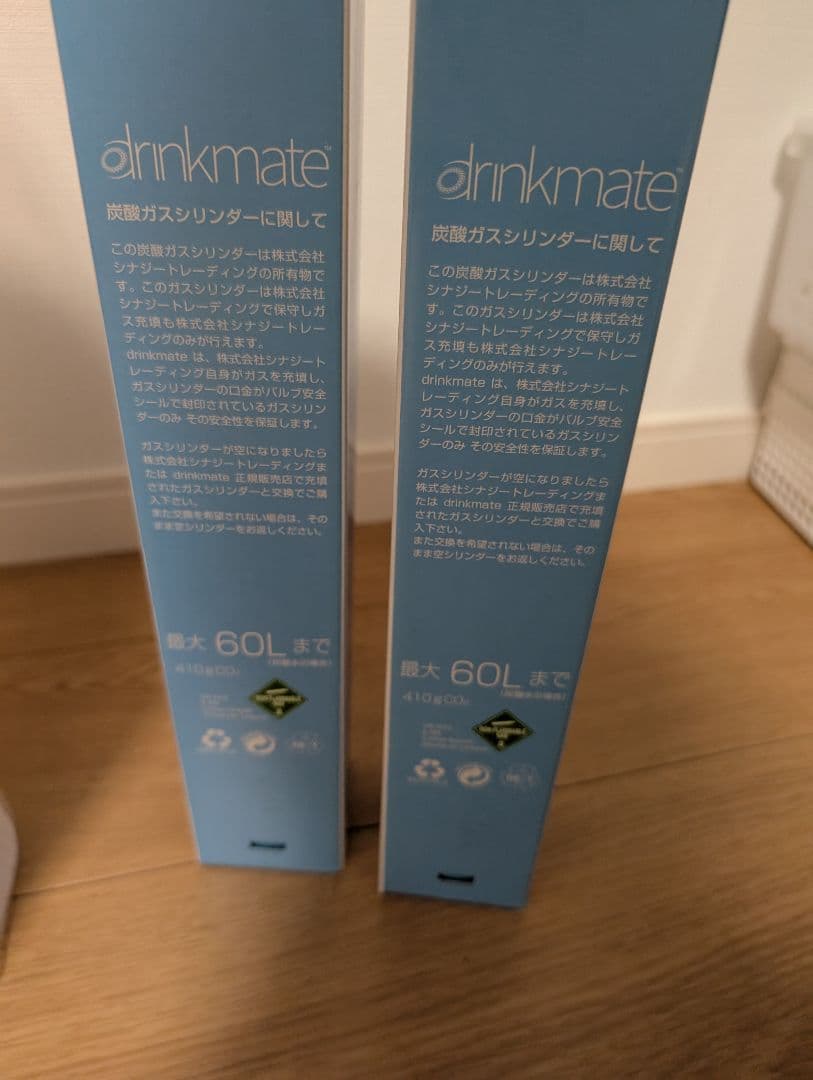 drinkmate™
炭酸ガスシリンダーに関して
この炭酸ガスシリンダーは株式会社
シナジートレーディングの所有物で
す。このガスシリンダーは株式会社
シナジートレーディングで保守しガ
ス充填も株式会社シナジートレー
ディングのみが行えます。
drinkmate は、株式会社シナジート
レーディング自身がガスを充填し、
ガスシリンダーの口金がバルブ安全
シールで封印されているガスシリン
ダーのみ その安全性を保証します。
ガスシリンダーが空になりましたら
株式会社シナジートレーディングま
たは drinkmate 正規販売店で充填
されたガスシリンダーと交換でご購
入下さい。
また交換を希望されない場合は、その
まま空シリンダーをお返しください。
最大 60Lまで
(炭酸水の場合)
410gCO₂
drinkmate™
炭酸ガスシリンダーに関して
この炭酸ガスシリンダーは株式会社
シナジートレーディングの所有物で
す。このガスシリンダーは株式会社
シナジートレーディングで保守しガ
ス充填も株式会社シナジートレー
ディングのみが行えます。
drinkmate は、株式会社シナジート
レーディング自身がガスを充填し、
ガスシリンダーの口金がバルブ安全
シールで封印されているガスシリン
ダーのみ その安全性を保証します。
ガスシリンダーが空になりましたら
株式会社シナジートレーディングま
たは drinkmate 正規販売店で充填
されたガスシリンダーと交換でご購
入下さい。
また交換を希望されない場合は、その
まま空シリンダーをお返しください。
最大 60Lまで
(炭酸水の場合)
410gCO₂
NON-FLAMMABLE
GAS
2